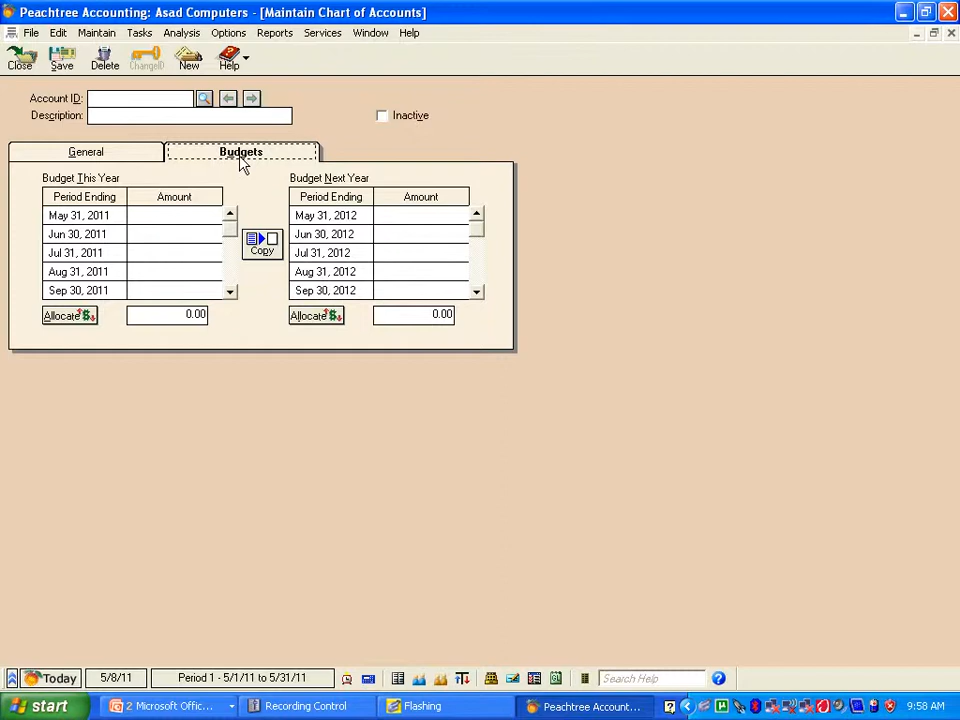 Peachtree Accounting: Asad Computers - [Maintain Chart of Accounts]
File Edit Maintain Tasks Analysis Options Reports Services Window Help
Close Save Delete ChangeID New Help
Account ID:
Description: Inactive
General Budgets
Budget This Year Budget Next Year
Period Ending Amount Period Ending Amount
May 31, 2011 May 31, 2012
Jun 30, 2011 Jun 30, 2012
Jul 31, 2011 Copy Jul 31, 2012
Aug 31, 2011 Aug 31, 2012
Sep 30, 2011 Sep 30, 2012
Allocate 0.00 Allocate 0.00
Today 5/8/11 Period 1 - 5/1/11 to 5/31/11 Search Help
start 2 Microsoft Offic... Recording Control Flashing Peachtree Account... 9:58 AM